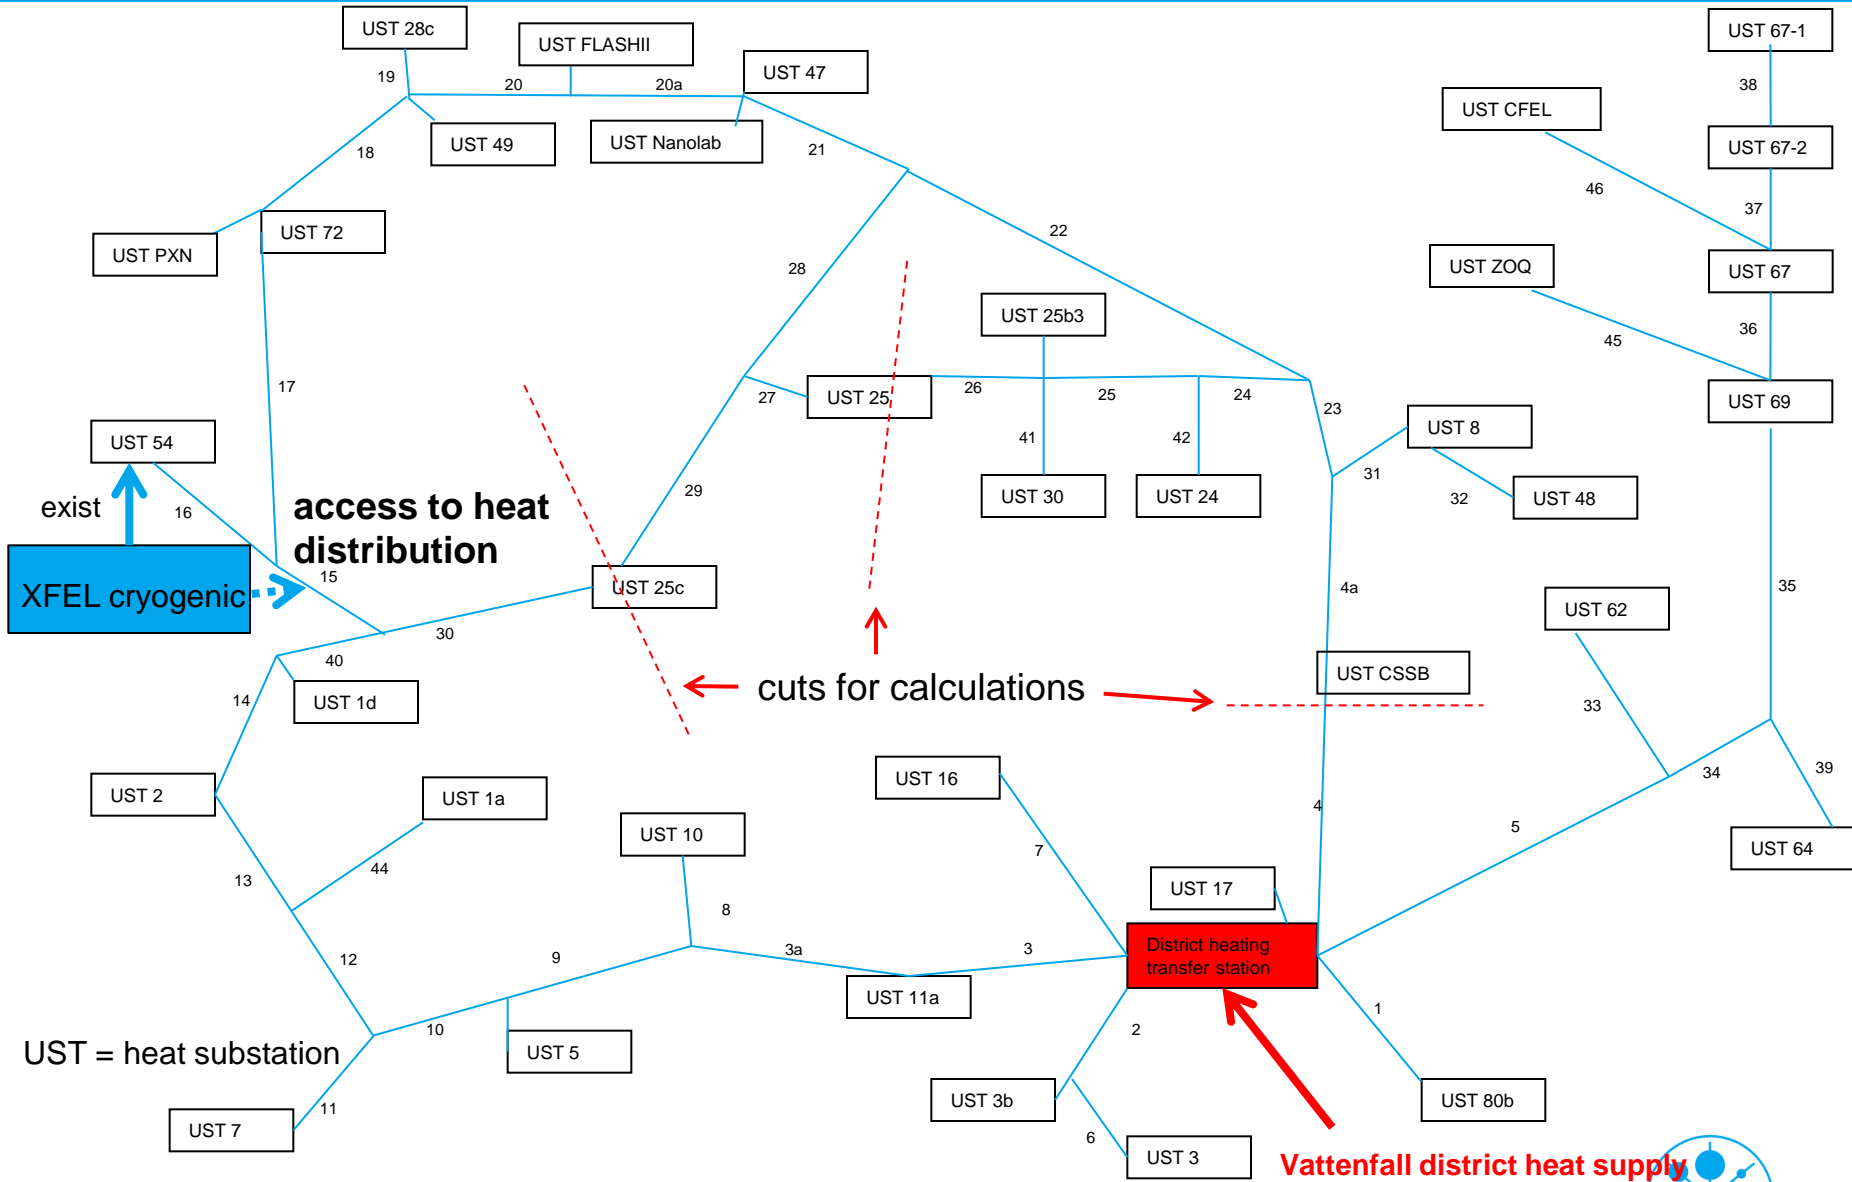 UST 28c
UST FLASHII
UST 47
UST 67-1
19
20
20a
38
UST CFEL
UST 49
UST Nanolab
UST 67-2
18
21
46
37
UST PXN
UST 72
22
28
UST ZOQ
UST 67
UST 25b3
45
36
17
27
UST 25
26
25
24
23
UST 69
UST 54
41
42
UST 8
31
exist
16
access to heat
distribution
29
UST 30
UST 24
32
UST 48
XFEL cryogenic
15
UST 25c
4a
35
30
UST 62
40
14
UST 1d
cuts for calculations
UST CSSB
33
UST 2
UST 1a
UST 16
34
39
13
44
UST 10
7
4
5
UST 64
8
UST 17
12
9
3a
3
District heating
transfer station
UST 11a
10
2
1
UST = heat substation
UST 5
11
UST 7
UST 3b
UST 80b
6
UST 3
Vattenfall district heat supply